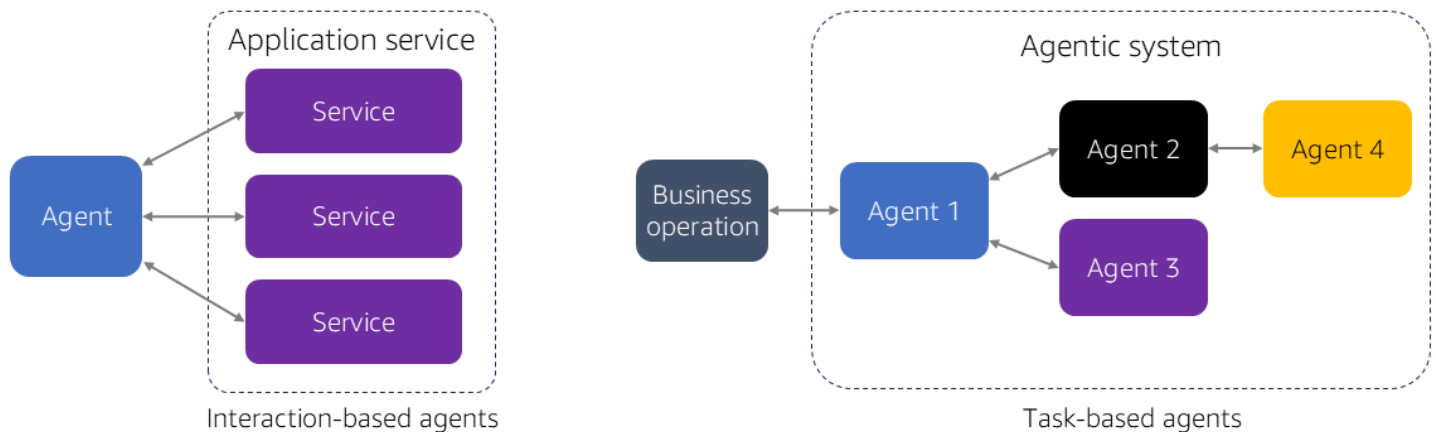 Application service
Service
Agent
Service
Service
Interaction-based agents
Agentic system
Business
operation
Agent 1
Agent 2
Agent 4
Agent 3
Task-based agents